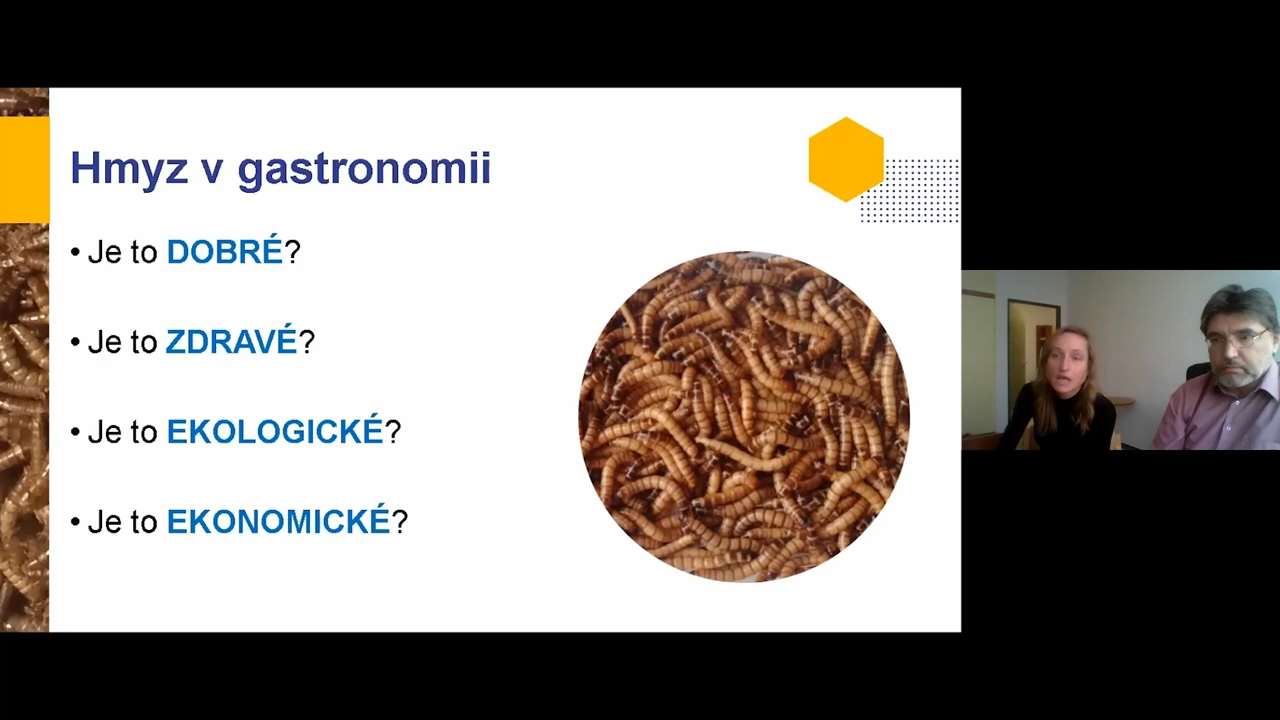 Hmyz v gastronomii
• Je to DOBRÉ?
• Je to ZDRAVÉ?
• Je to EKOLOGICKÉ?
• Je to EKONOMICKÉ?